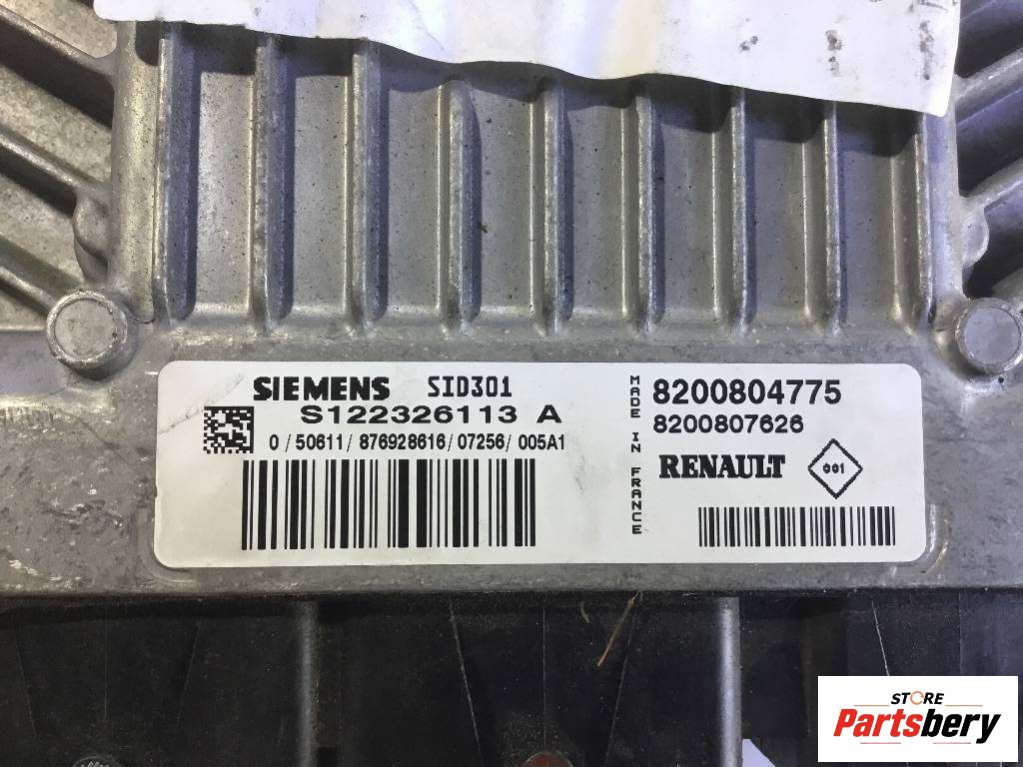 SIEMENS SID301
S122326113 A
0 / 50611 / 876928616 / 07256 / 005A1
MADE IN FRANCE
8200804775
8200807626
RENAULT 001
STORE
Partsbery